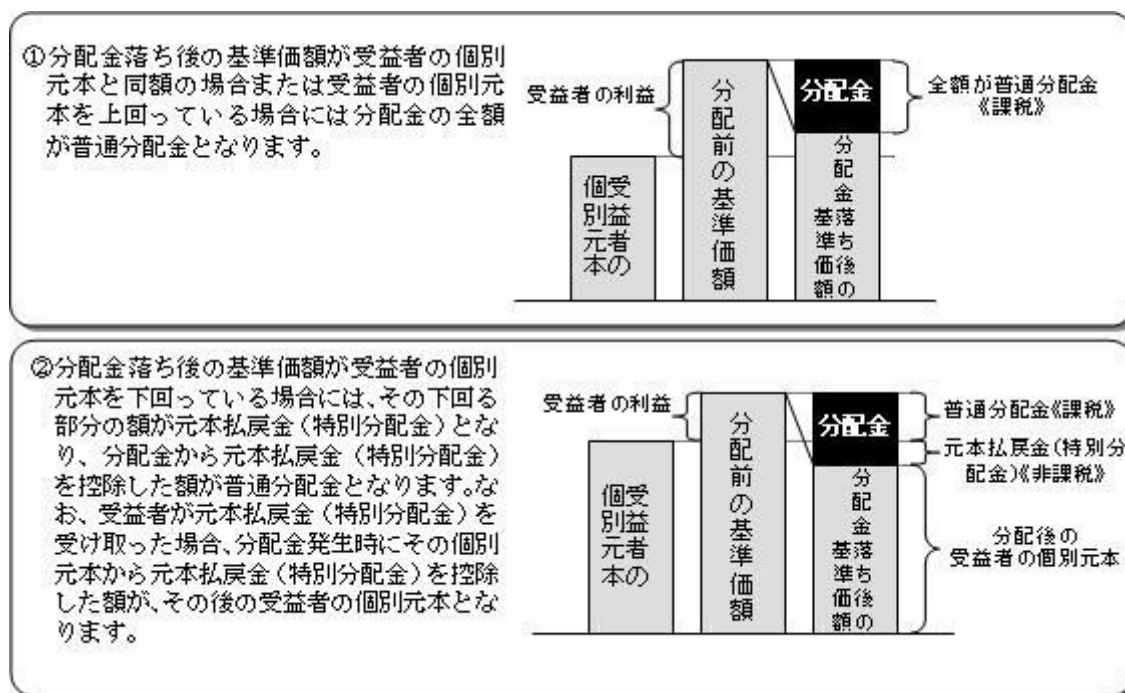 ①分配金落ち後の基準価額が受益者の個別
元本と同額の場合または受益者の個別元
本を上回っている場合には分配金の全額
が普通分配金となります。
受益者の利益
個別元本
受益者の
分配前の基準価額
分配金
分配金落ち後の
基準価額
全額が普通分配金
《課税》
②分配金落ち後の基準価額が受益者の個別
元本を下回っている場合には、その下回る
部分の額が元本払戻金(特別分配金)とな
り、分配金から元本払戻金(特別分配金)
を控除した額が普通分配金となります。な
お、受益者が元本払戻金(特別分配金)を
受け取った場合、分配金発生時にその個別
元本から元本払戻金(特別分配金)を控除
した額が、その後の受益者の個別元本とな
ります。
受益者の利益
受益者の
個別元本
分配前の基準価額
分配金
分配金落ち後の
基準価額
普通分配金《課税》
元本払戻金(特別分
配金)《非課税》
分配後の
受益者の個別元本